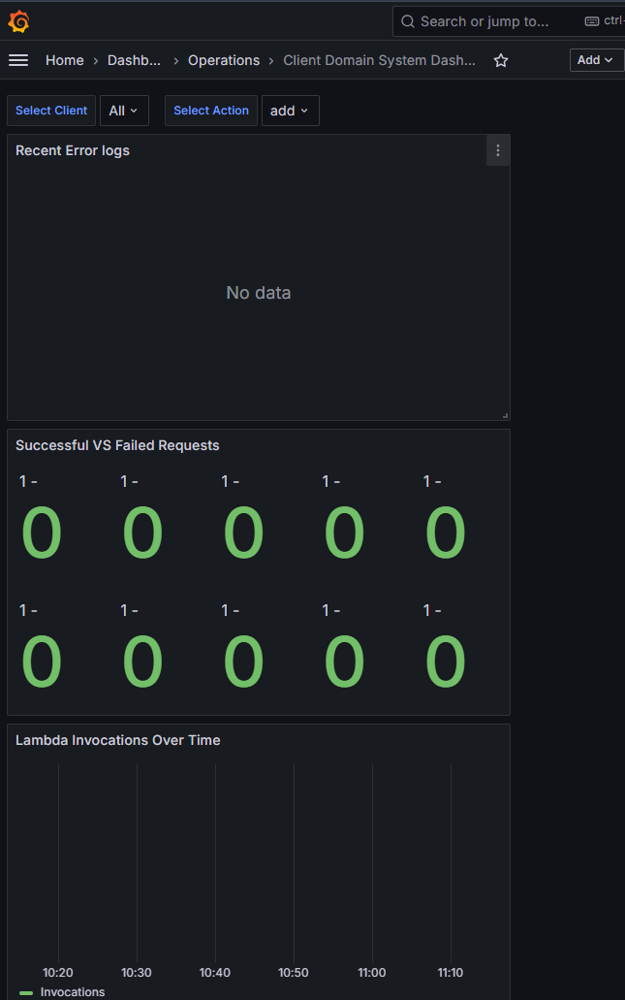 Search or jump to... ctrl-
Home › Dashb... › Operations › Client Domain System Dash... Add
Select Client All Select Action add
Recent Error logs
No data
Successful VS Failed Requests
1 - 1 - 1 - 1 - 1 -
0 0 0 0 0
1 - 1 - 1 - 1 - 1 -
0 0 0 0 0
Lambda Invocations Over Time
10:20 10:30 10:40 10:50 11:00 11:10
Invocations